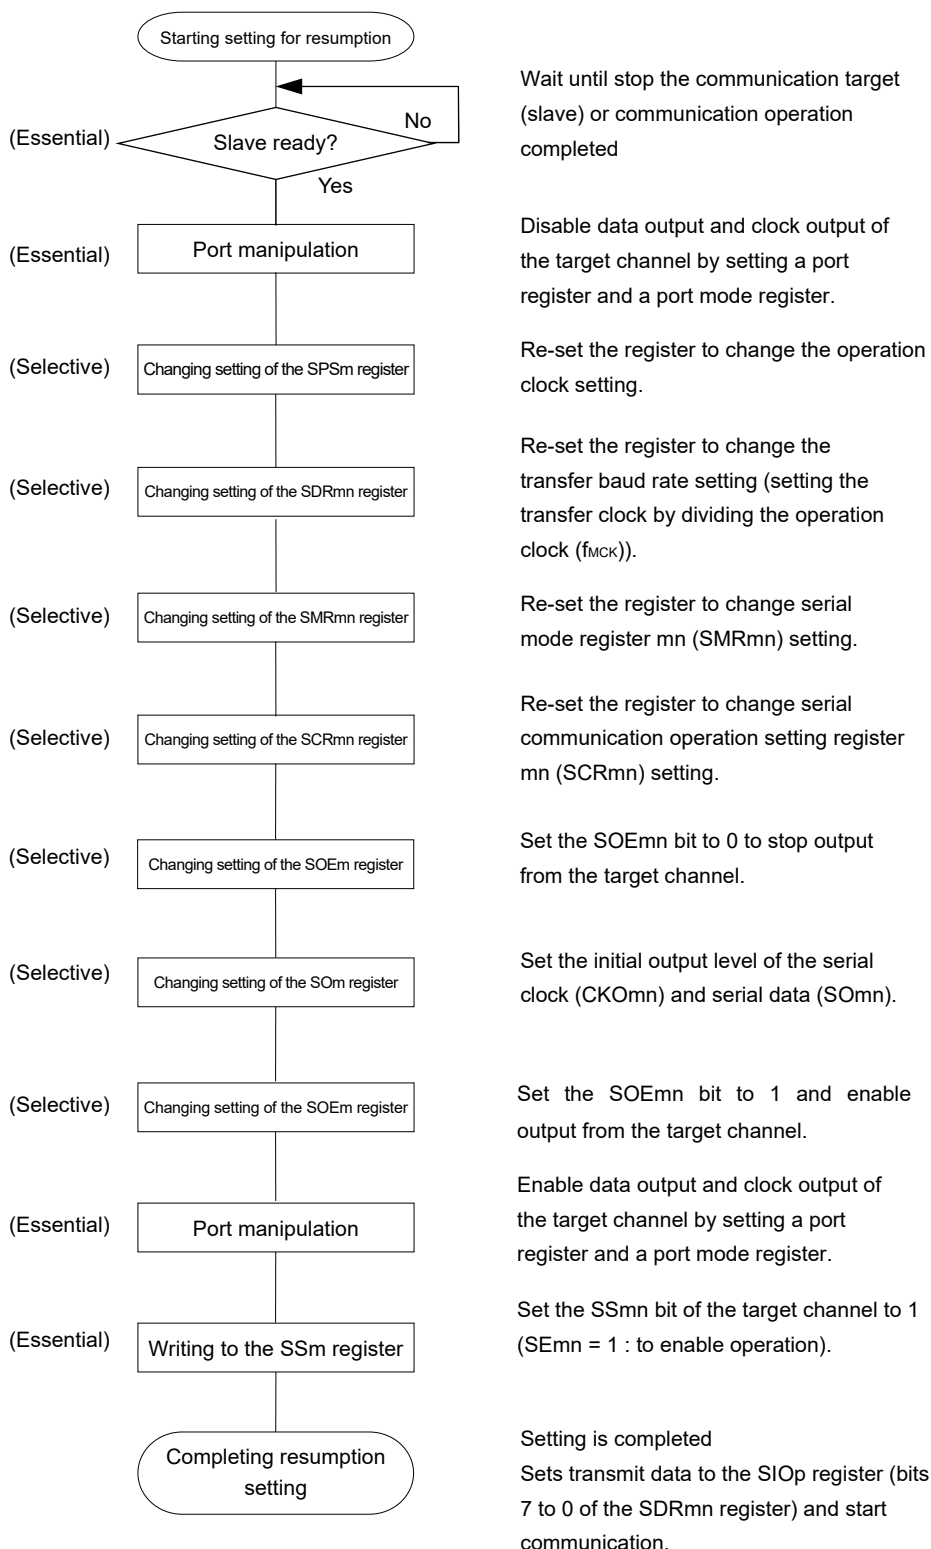 Starting setting for resumption
Wait until stop the communication target
(slave) or communication operation
completed
(Essential)
Slave ready?
No
Yes
(Essential)
Port manipulation
Disable data output and clock output of
the target channel by setting a port
register and a port mode register.
(Selective)
Changing setting of the SPSm register
Re-set the register to change the operation
clock setting.
(Selective)
Changing setting of the SDRmn register
Re-set the register to change the
transfer baud rate setting (setting the
transfer clock by dividing the operation
clock (fMCK)).
(Selective)
Changing setting of the SMRmn register
Re-set the register to change serial
mode register mn (SMRmn) setting.
(Selective)
Changing setting of the SCRmn register
Re-set the register to change serial
communication operation setting register
mn (SCRmn) setting.
(Selective)
Changing setting of the SOEm register
Set the SOEmn bit to 0 to stop output
from the target channel.
(Selective)
Changing setting of the SOm register
Set the initial output level of the serial
clock (CKOmn) and serial data (SOmn).
(Selective)
Changing setting of the SOEm register
Set the SOEmn bit to 1 and enable
output from the target channel.
(Essential)
Port manipulation
Enable data output and clock output of
the target channel by setting a port
register and a port mode register.
(Essential)
Writing to the SSm register
Set the SSmn bit of the target channel to 1
(SEmn = 1 : to enable operation).
Completing resumption
setting
Setting is completed
Sets transmit data to the SIOp register (bits
7 to 0 of the SDRmn register) and start
communication.